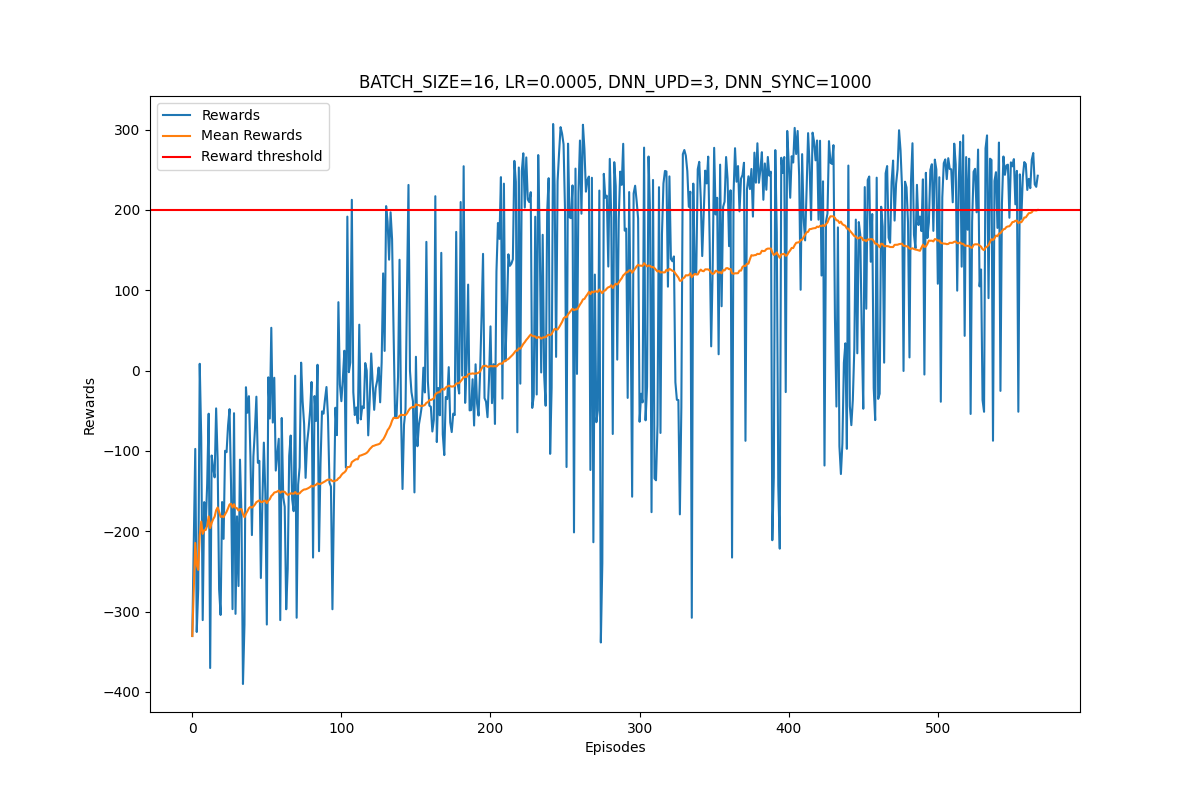 BATCH_SIZE=16, LR=0.0005, DNN_UPD=3, DNN_SYNC=1000
Rewards
Mean Rewards
Reward threshold
300
200
100
0
−100
−200
−300
−400
Rewards
0 100 200 300 400 500
Episodes